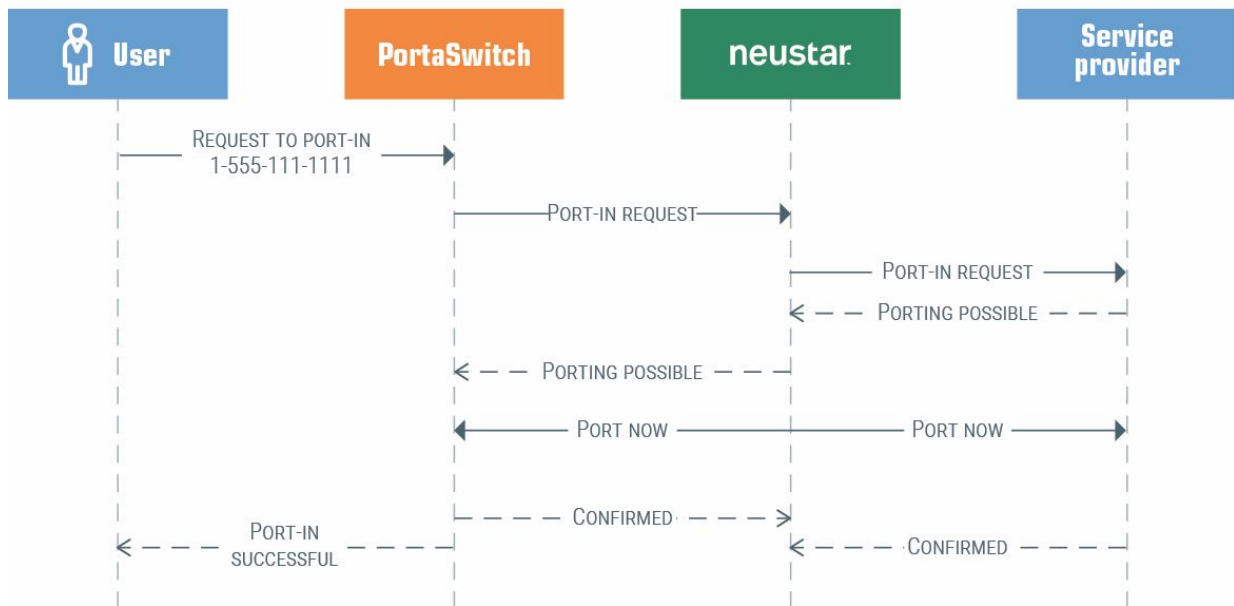 User
PortaSwitch
neustar.
Service
provider
REQUEST TO PORT-IN
1-555-111-1111
PORT-IN REQUEST
PORT-IN REQUEST
PORTING POSSIBLE
PORTING POSSIBLE
PORT NOW
PORT NOW
CONFIRMED
PORT-IN
SUCCESSFUL
CONFIRMED